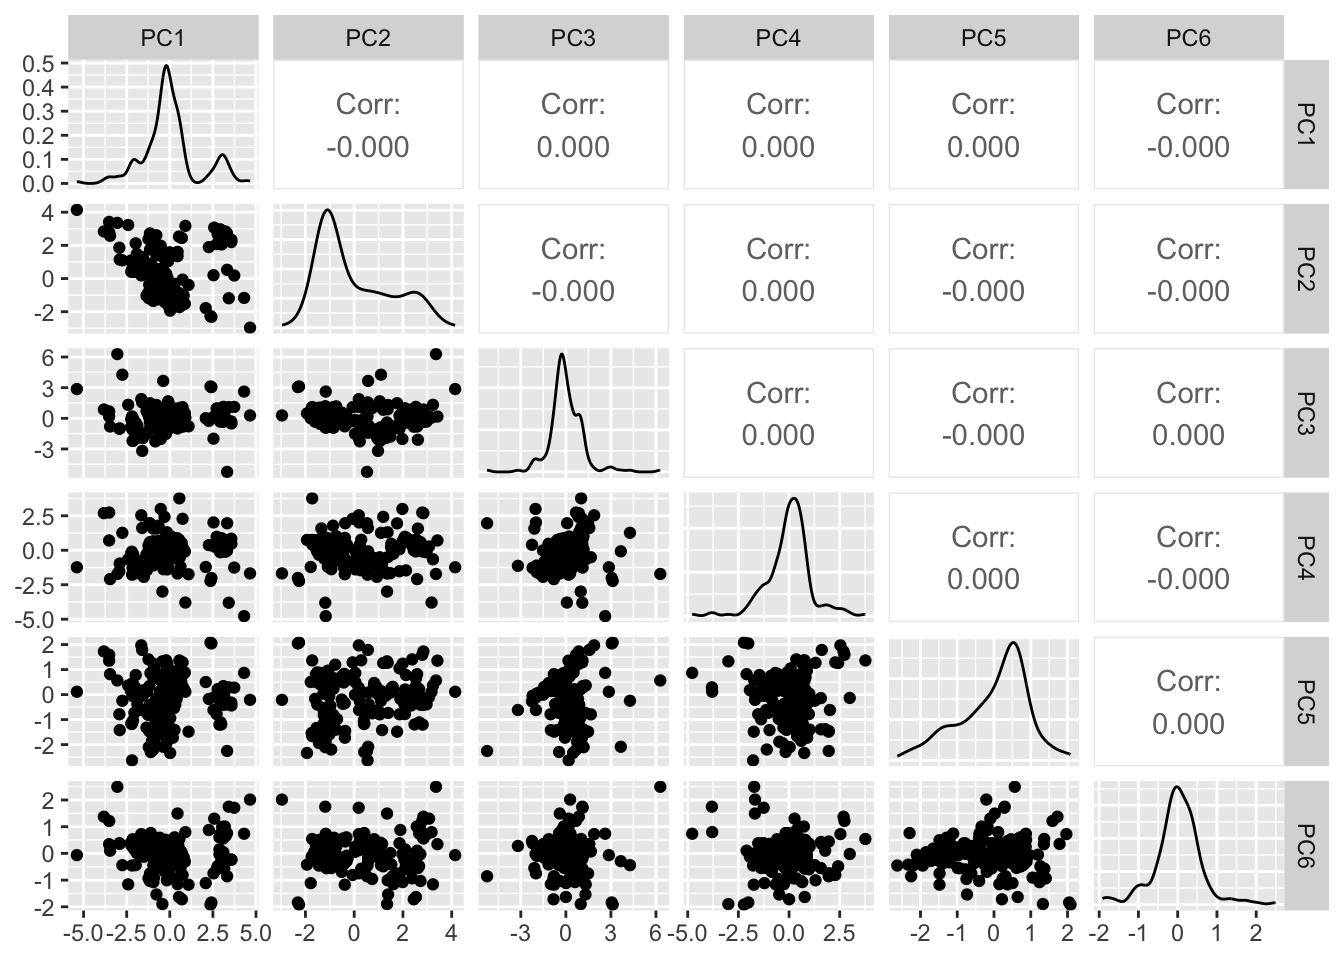 PC1 PC2 PC3 PC4 PC5 PC6
0.5
0.4
0.3
0.2
0.1
0.0
Corr: Corr: Corr: Corr: Corr:
-0.000 0.000 0.000 0.000 -0.000
PC1
4
2
0
-2
Corr: Corr: Corr: Corr:
-0.000 0.000 -0.000 -0.000
PC2
6
3
0
-3
Corr: Corr: Corr:
0.000 -0.000 0.000
PC3
2.5
0.0
-2.5
-5.0
Corr: Corr:
0.000 -0.000
PC4
2
1
0
-1
-2
Corr:
0.000
PC5
2
1
0
-1
-2
PC6
-5.0 -2.5 0.0 2.5 5.0 -2 0 2 4 -3 0 3 6 -5.0 -2.5 0.0 2.5 -2 -1 0 1 2 -2 -1 0 1 2